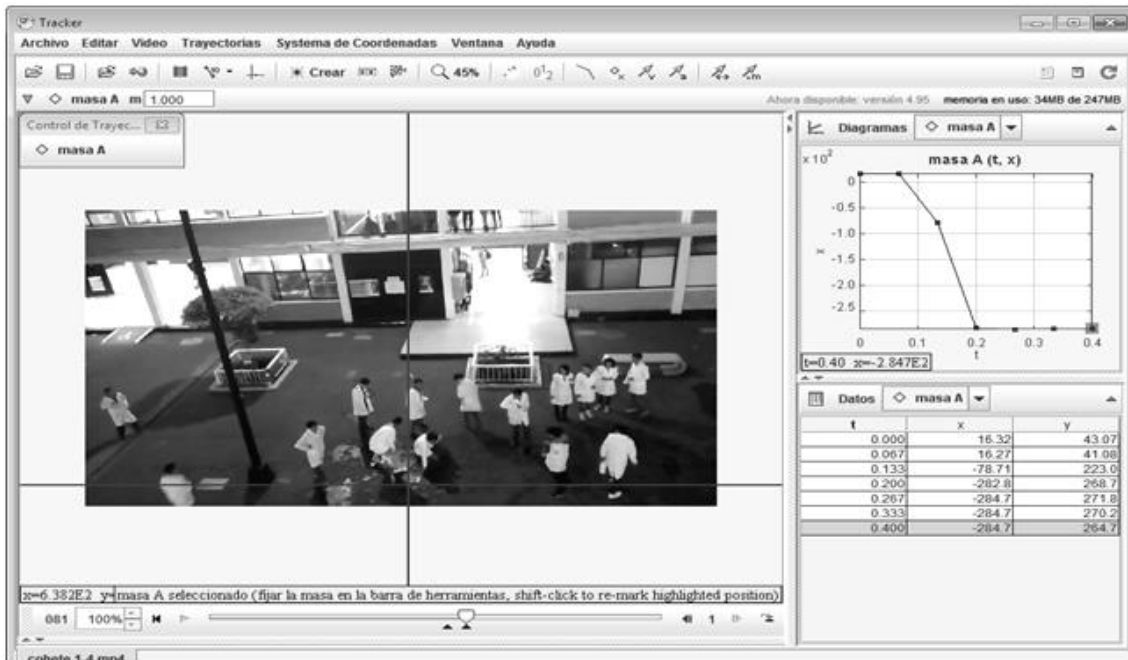 Tracker
Archivo Editar Video Trayectorias Systema de Coordenadas Ventana Ayuda
Crear 45%
masa A m 1.000 Ahora disponible: versión 4.95 memoria en uso: 34MB de 247MB
Control de Trayec...
masa A
Diagramas masa A
x 10²
masa A (t, x)
0
-0.5
-1.0
x
-1.5
-2.0
-2.5
0 0.1 0.2 0.3 0.4
t
t=0.40 x=-2.847E2
Datos masa A
t x y
0.000 16.32 43.07
0.067 16.27 41.08
0.133 -78.71 223.0
0.200 -282.8 268.7
0.267 -284.7 271.8
0.333 -284.7 270.2
0.400 -284.7 264.7
x=6.382E2 y= masa A seleccionado (fijar la masa en la barra de herramientas, shift-click to re-mark highlighted position)
081 100% 1
cohete 1-4.mp4